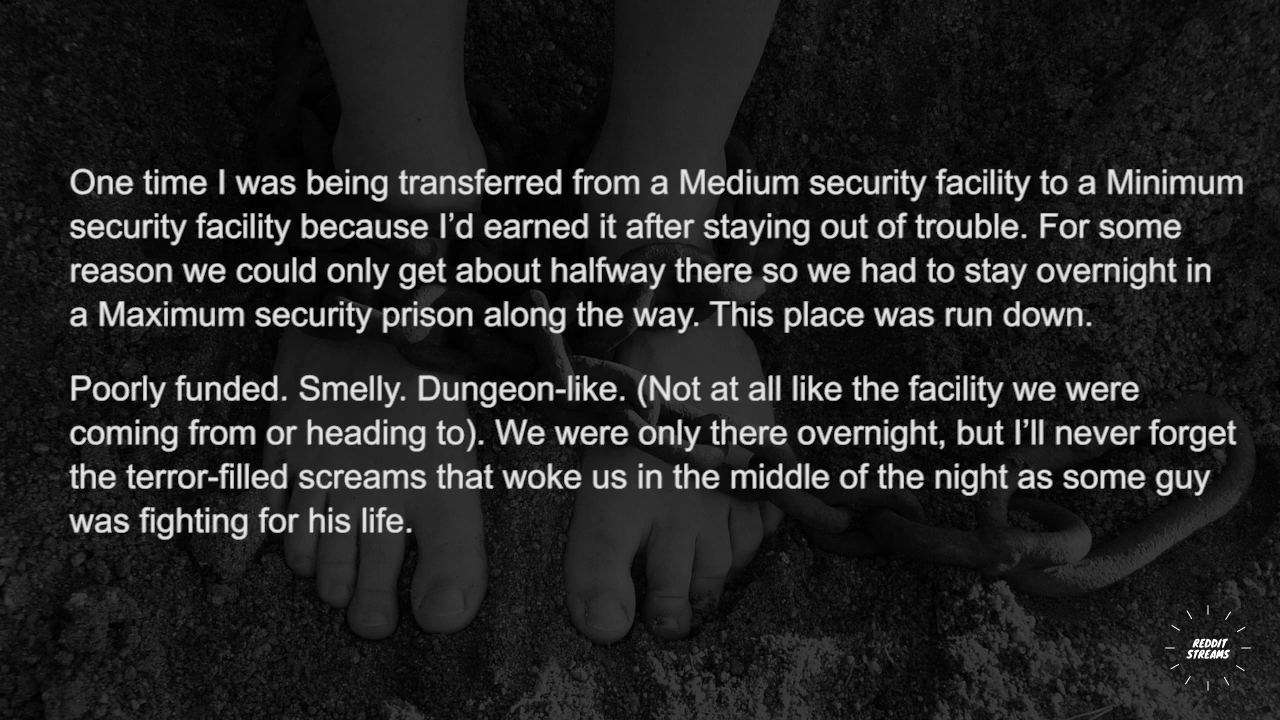 One time I was being transferred from a Medium security facility to a Minimum
security facility because I’d earned it after staying out of trouble. For some
reason we could only get about halfway there so we had to stay overnight in
a Maximum security prison along the way. This place was run down.
Poorly funded. Smelly. Dungeon-like. (Not at all like the facility we were
coming from or heading to). We were only there overnight, but I’ll never forget
the terror-filled screams that woke us in the middle of the night as some guy
was fighting for his life.
REDDIT
STREAMS